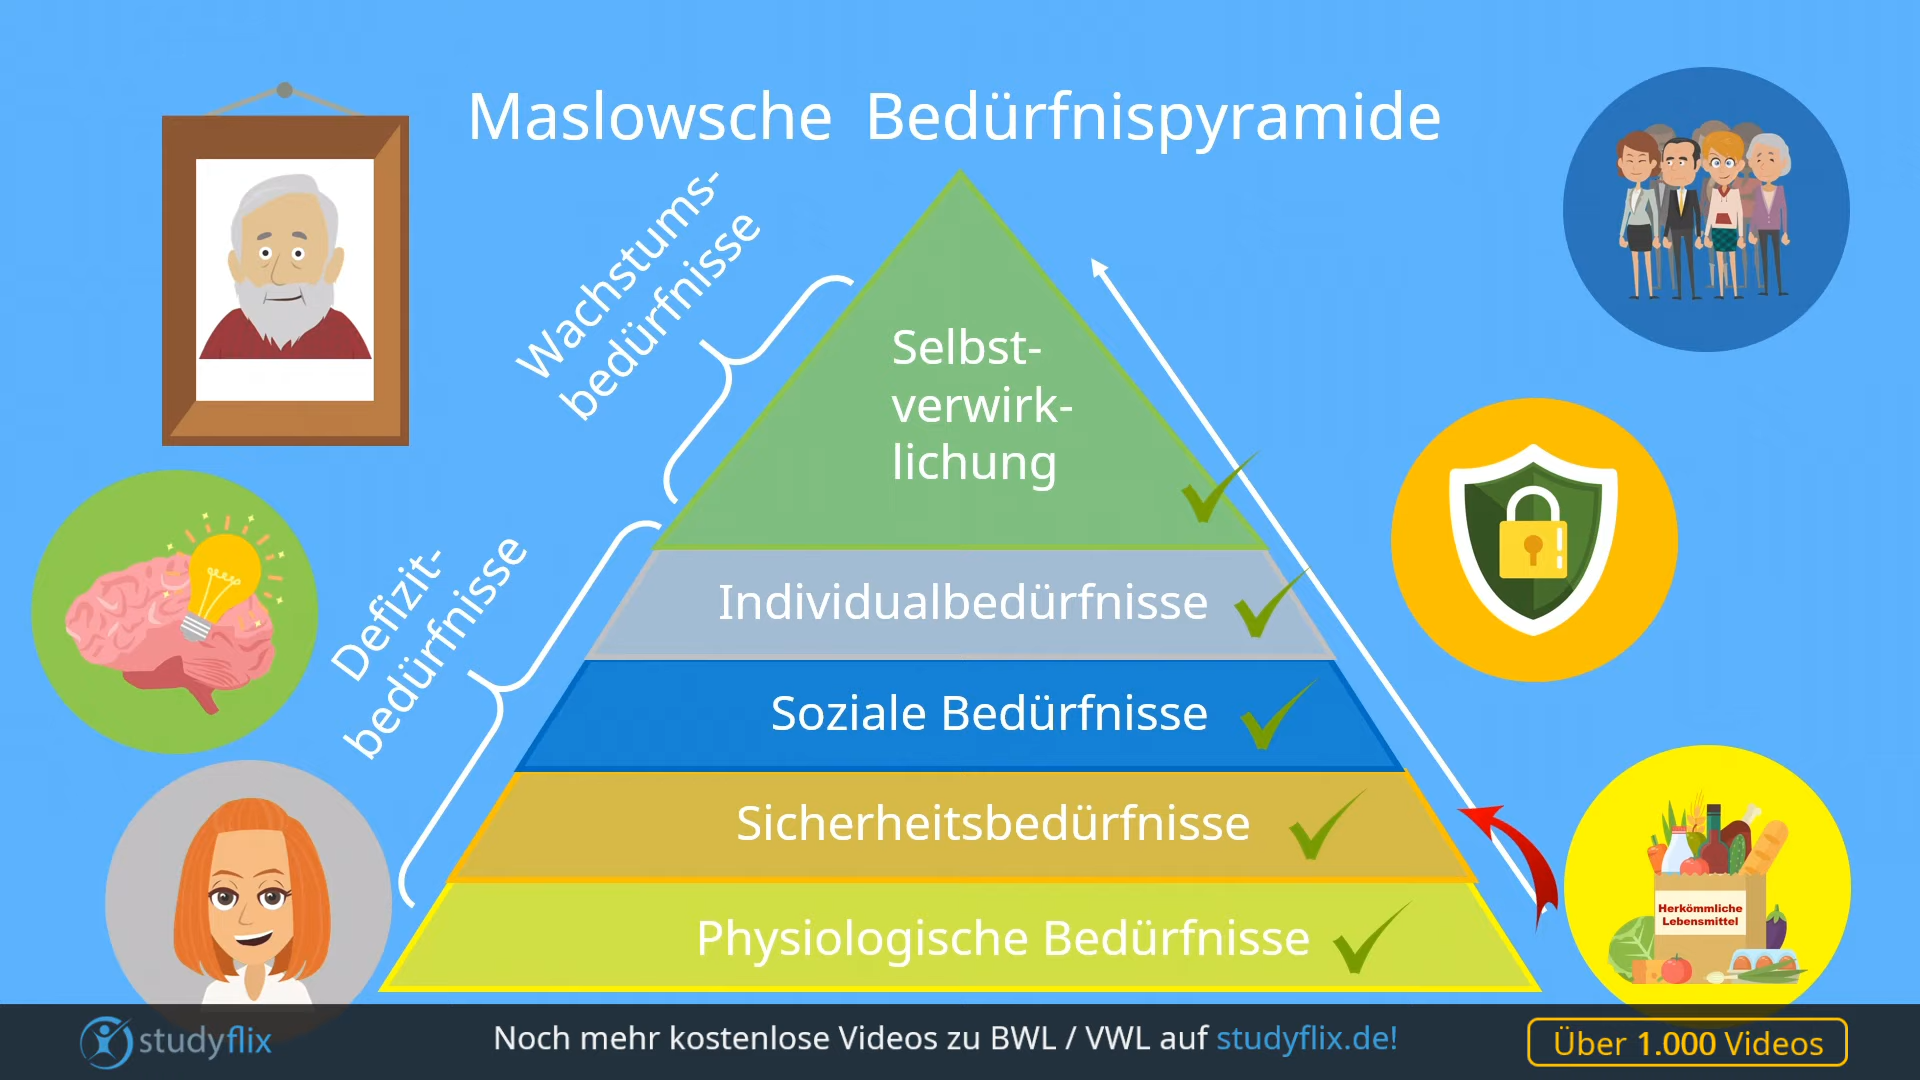 Maslowsche Bedürfnispyramide
Wachstums-
bedürfnisse
Selbst-
verwirk-
lichung
Defizit-
bedürfnisse
Individualbedürfnisse
Soziale Bedürfnisse
Sicherheitsbedürfnisse
Physiologische Bedürfnisse
Herkömmliche
Lebensmittel
studyflix
Noch mehr kostenlose Videos zu BWL / VWL auf studyflix.de!
Über 1.000 Videos